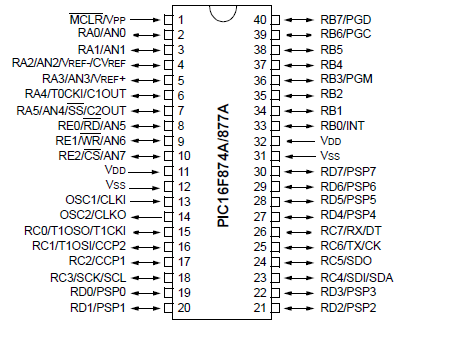 MCLR/VPP 1 40 RB7/PGD
RA0/AN0 2 39 RB6/PGC
RA1/AN1 3 38 RB5
RA2/AN2/VREF-/CVREF 4 37 RB4
RA3/AN3/VREF+ 5 36 RB3/PGM
RA4/T0CKI/C1OUT 6 35 RB2
RA5/AN4/SS/C2OUT 7 34 RB1
RE0/RD/AN5 8 33 RB0/INT
RE1/WR/AN6 9 32 VDD
RE2/CS/AN7 10 31 VSS
VDD 11 30 RD7/PSP7
VSS 12 29 RD6/PSP6
OSC1/CLKI 13 28 RD5/PSP5
OSC2/CLKO 14 27 RD4/PSP4
RC0/T1OSO/T1CKI 15 26 RC7/RX/DT
RC1/T1OSI/CCP2 16 25 RC6/TX/CK
RC2/CCP1 17 24 RC5/SDO
RC3/SCK/SCL 18 23 RC4/SDI/SDA
RD0/PSP0 19 22 RD3/PSP3
RD1/PSP1 20 21 RD2/PSP2
PIC16F874A/877A